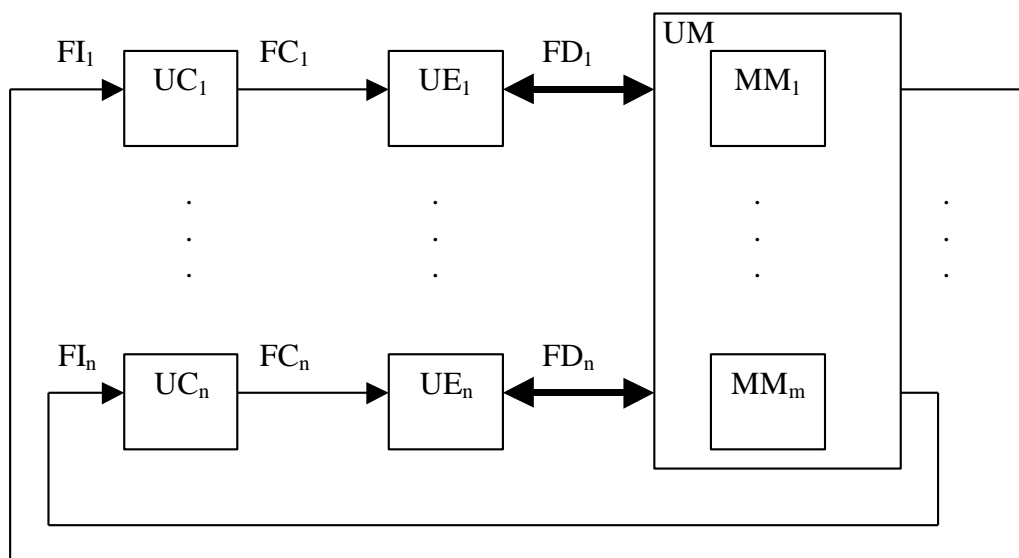 UM
FI₁
UC₁
FC₁
UE₁
FD₁
MM₁
FIₙ
UCₙ
FCₙ
UEₙ
FDₙ
MMₘ